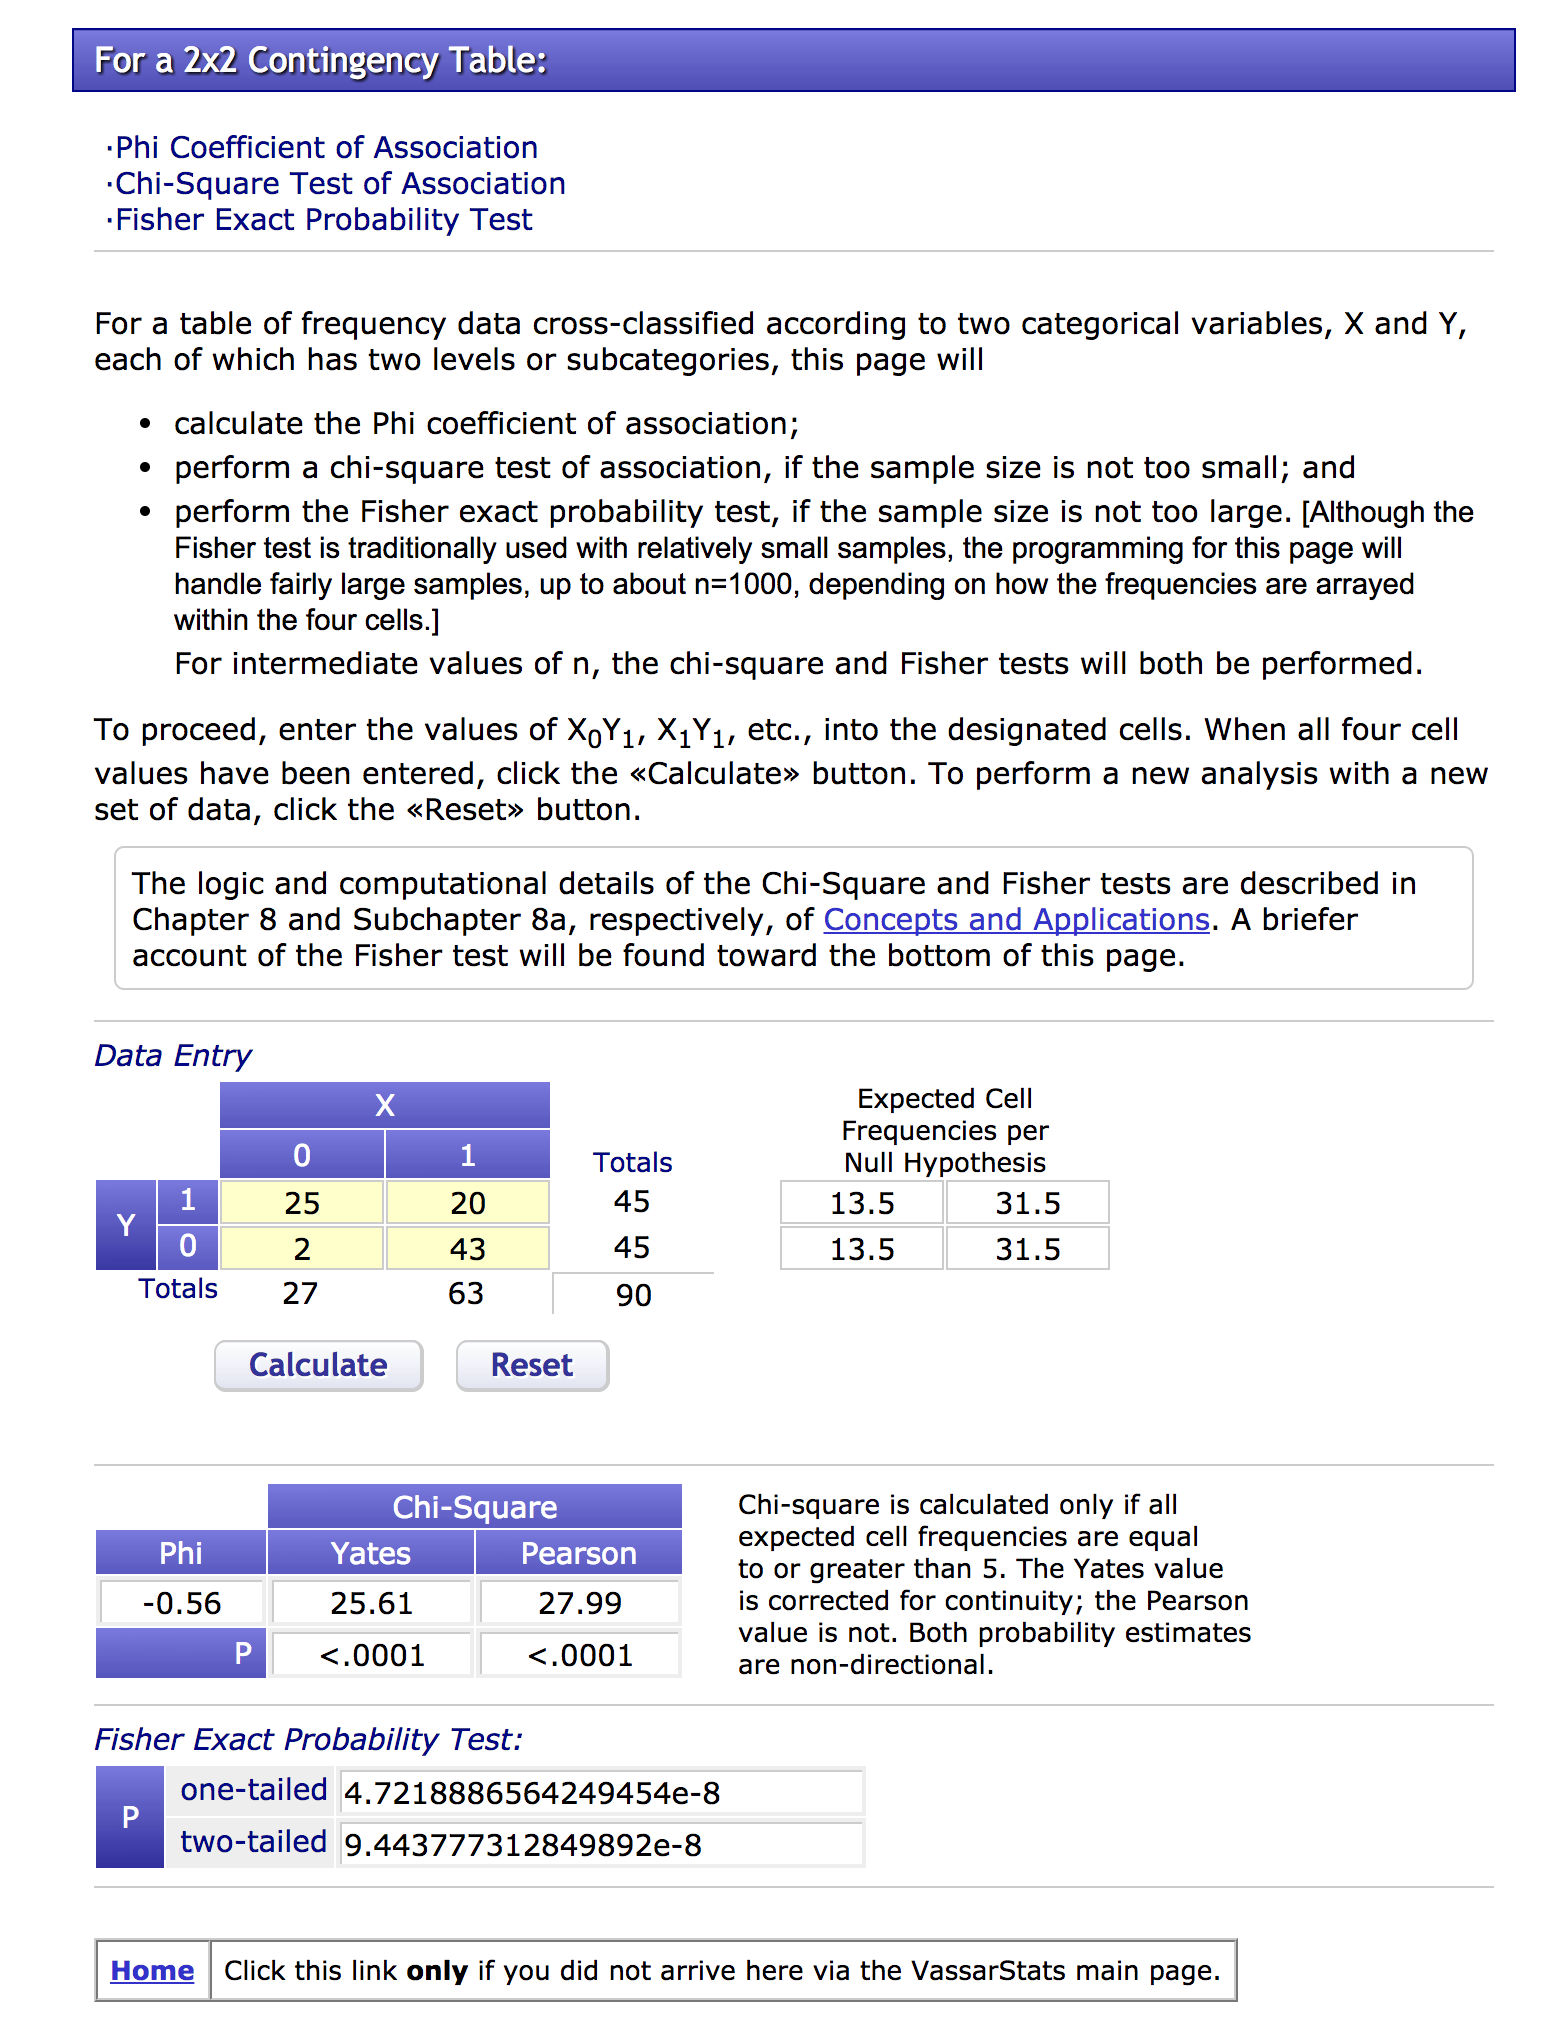 For a 2x2 Contingency Table:
·Phi Coefficient of Association
·Chi-Square Test of Association
·Fisher Exact Probability Test
For a table of frequency data cross-classified according to two categorical variables, X and Y,
each of which has two levels or subcategories, this page will
• calculate the Phi coefficient of association;
• perform a chi-square test of association, if the sample size is not too small; and
• perform the Fisher exact probability test, if the sample size is not too large. [Although the
Fisher test is traditionally used with relatively small samples, the programming for this page will
handle fairly large samples, up to about n=1000, depending on how the frequencies are arrayed
within the four cells.]
For intermediate values of n, the chi-square and Fisher tests will both be performed.
To proceed, enter the values of X₀Y₁, X₁Y₁, etc., into the designated cells. When all four cell
values have been entered, click the «Calculate» button. To perform a new analysis with a new
set of data, click the «Reset» button.
The logic and computational details of the Chi-Square and Fisher tests are described in
Chapter 8 and Subchapter 8a, respectively, of Concepts and Applications. A briefer
account of the Fisher test will be found toward the bottom of this page.
Data Entry
X
0 1 Totals
Y
1 25 20 45
0 2 43 45
Totals 27 63 90
Expected Cell
Frequencies per
Null Hypothesis
13.5 31.5
13.5 31.5
Calculate Reset
Chi-Square
Phi Yates Pearson
-0.56 25.61 27.99
P <.0001 <.0001
Chi-square is calculated only if all
expected cell frequencies are equal
to or greater than 5. The Yates value
is corrected for continuity; the Pearson
value is not. Both probability estimates
are non-directional.
Fisher Exact Probability Test:
P
one-tailed 4.7218886564249454e-8
two-tailed 9.443777312849892e-8
Home Click this link only if you did not arrive here via the VassarStats main page.